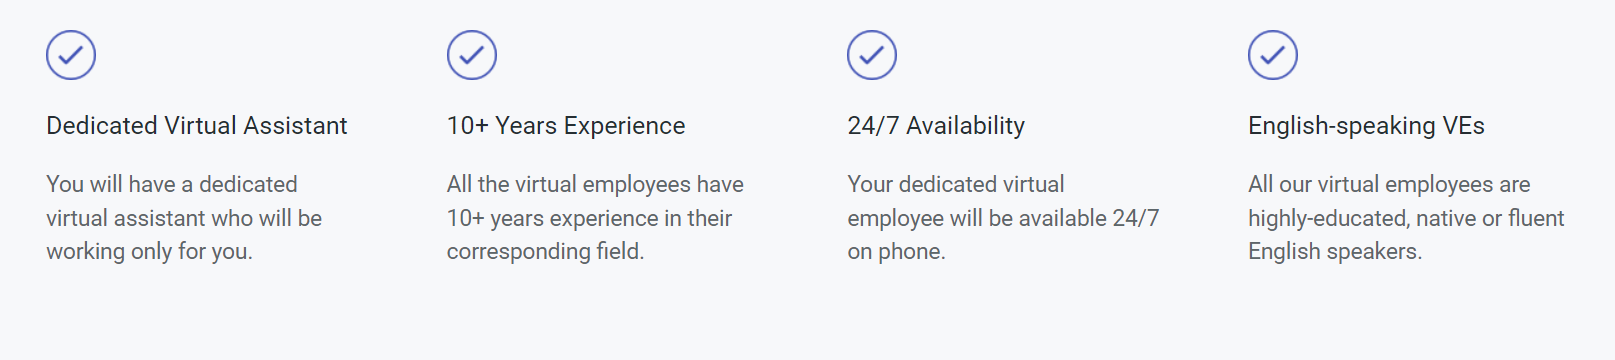 Dedicated Virtual Assistant
You will have a dedicated
virtual assistant who will be
working only for you.
10+ Years Experience
All the virtual employees have
10+ years experience in their
corresponding field.
24/7 Availability
Your dedicated virtual
employee will be available 24/7
on phone.
English-speaking VEs
All our virtual employees are
highly-educated, native or fluent
English speakers.